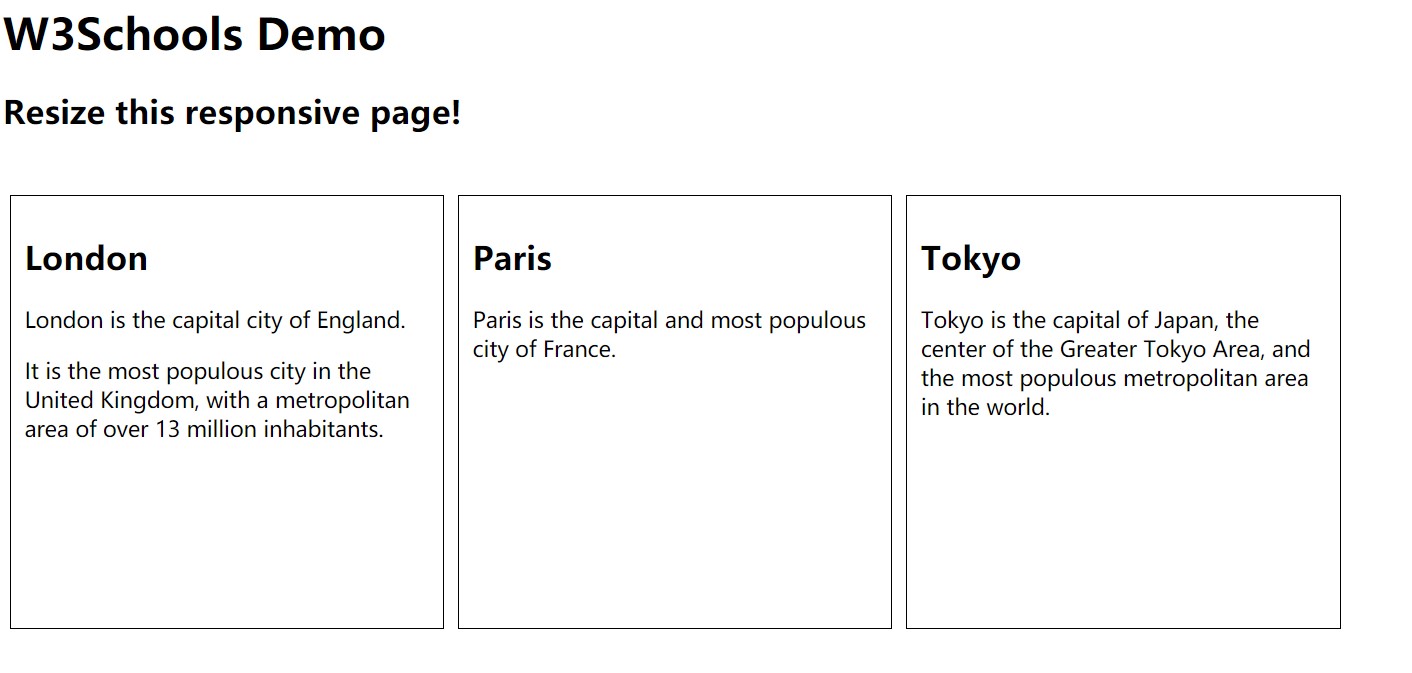 W3Schools Demo
Resize this responsive page!
London
London is the capital city of England.
It is the most populous city in the
United Kingdom, with a metropolitan
area of over 13 million inhabitants.
Paris
Paris is the capital and most populous
city of France.
Tokyo
Tokyo is the capital of Japan, the
center of the Greater Tokyo Area, and
the most populous metropolitan area
in the world.